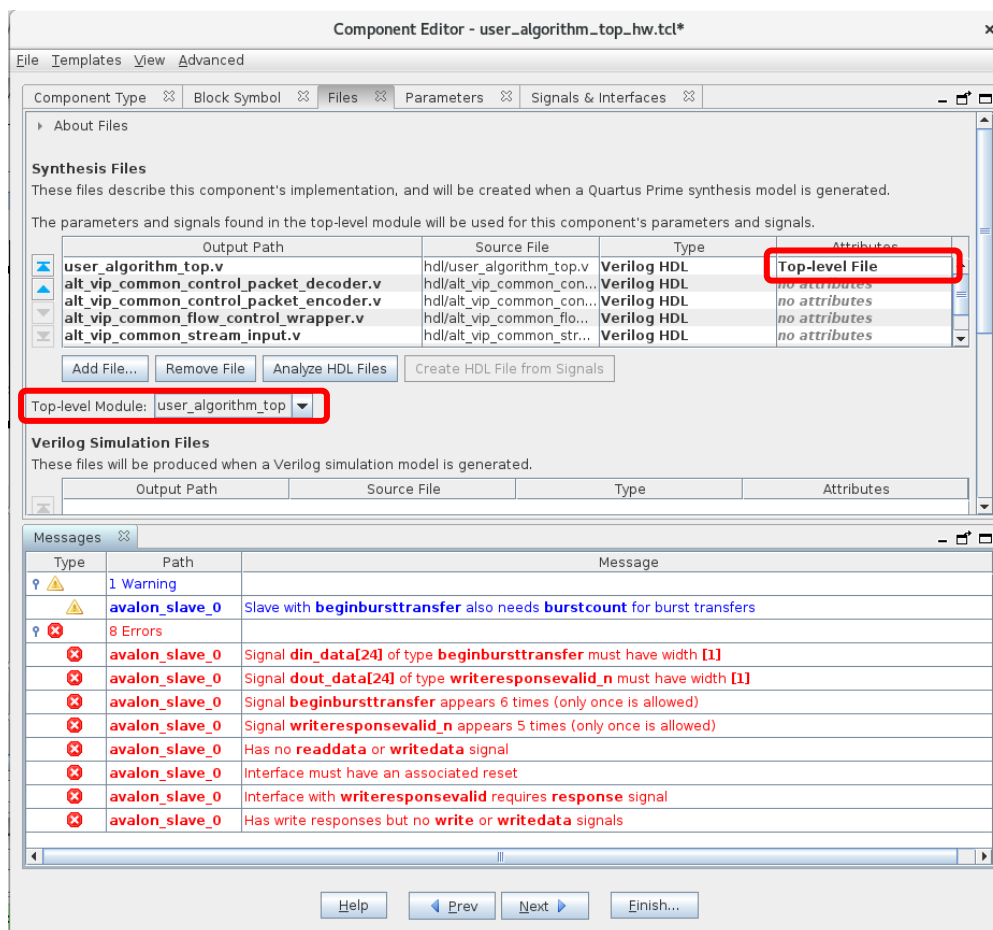 Component Editor - user_algorithm_top_hw.tcl*
File Templates View Advanced
Component Type Block Symbol Files Parameters Signals & Interfaces
About Files
Synthesis Files
These files describe this component's implementation, and will be created when a Quartus Prime synthesis model is generated.
The parameters and signals found in the top-level module will be used for this component's parameters and signals.
Output Path Source File Type Attributes
user_algorithm_top.v hdl/user_algorithm_top.v Verilog HDL Top-level File
alt_vip_common_control_packet_decoder.v hdl/alt_vip_common_con... Verilog HDL no attributes
alt_vip_common_control_packet_encoder.v hdl/alt_vip_common_con... Verilog HDL no attributes
alt_vip_common_flow_control_wrapper.v hdl/alt_vip_common_flo... Verilog HDL no attributes
alt_vip_common_stream_input.v hdl/alt_vip_common_str... Verilog HDL no attributes
Add File... Remove File Analyze HDL Files Create HDL File from Signals
Top-level Module: user_algorithm_top
Verilog Simulation Files
These files will be produced when a Verilog simulation model is generated.
Output Path Source File Type Attributes
Messages
Type Path Message
1 Warning
avalon_slave_0 Slave with beginbursttransfer also needs burstcount for burst transfers
8 Errors
avalon_slave_0 Signal din_data[24] of type beginbursttransfer must have width [1]
avalon_slave_0 Signal dout_data[24] of type writeresponsevalid_n must have width [1]
avalon_slave_0 Signal beginbursttransfer appears 6 times (only once is allowed)
avalon_slave_0 Signal writeresponsevalid_n appears 5 times (only once is allowed)
avalon_slave_0 Has no readdata or writedata signal
avalon_slave_0 Interface must have an associated reset
avalon_slave_0 Interface with writeresponsevalid requires response signal
avalon_slave_0 Has write responses but no write or writedata signals
Help Prev Next Finish...